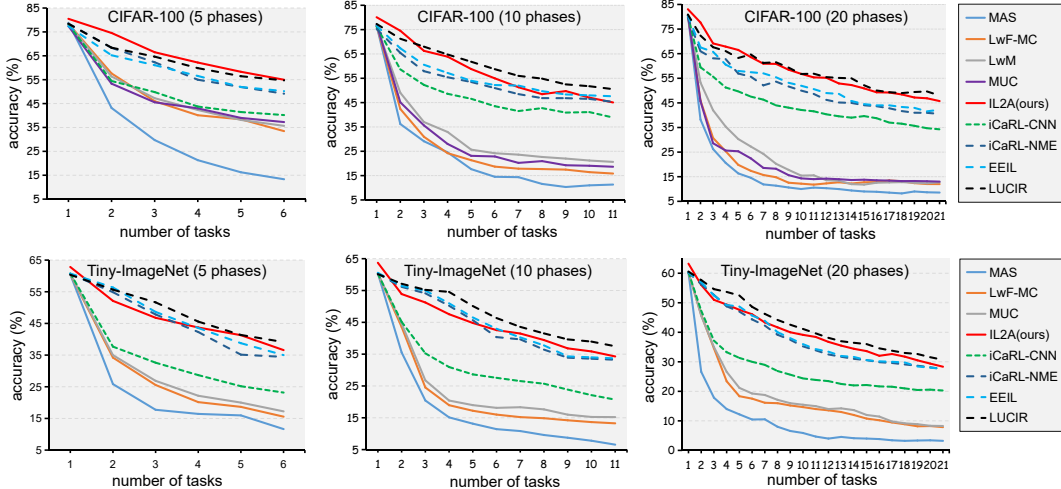 CIFAR-100 (5 phases)
accuracy (%)
85
75
65
55
45
35
25
15
5
1 2 3 4 5 6
number of tasks
CIFAR-100 (10 phases)
accuracy (%)
85
75
65
55
45
35
25
15
5
1 2 3 4 5 6 7 8 9 10 11
number of tasks
CIFAR-100 (20 phases)
accuracy (%)
85
75
65
55
45
35
25
15
5
1 2 3 4 5 6 7 8 9 10 11 12 13 14 15 16 17 18 19 20 21
number of tasks
MAS
LwF-MC
LwM
MUC
IL2A(ours)
iCaRL-CNN
iCaRL-NME
EEIL
LUCIR
Tiny-ImageNet (5 phases)
accuracy (%)
65
55
45
35
25
15
5
1 2 3 4 5 6
number of tasks
Tiny-ImageNet (10 phases)
accuracy (%)
65
55
45
35
25
15
5
1 2 3 4 5 6 7 8 9 10 11
number of tasks
Tiny-ImageNet (20 phases)
accuracy (%)
60
50
40
30
20
10
0
1 2 3 4 5 6 7 8 9 10 11 12 13 14 15 16 17 18 19 20 21
number of tasks
MAS
LwF-MC
MUC
IL2A(ours)
iCaRL-CNN
iCaRL-NME
EEIL
LUCIR